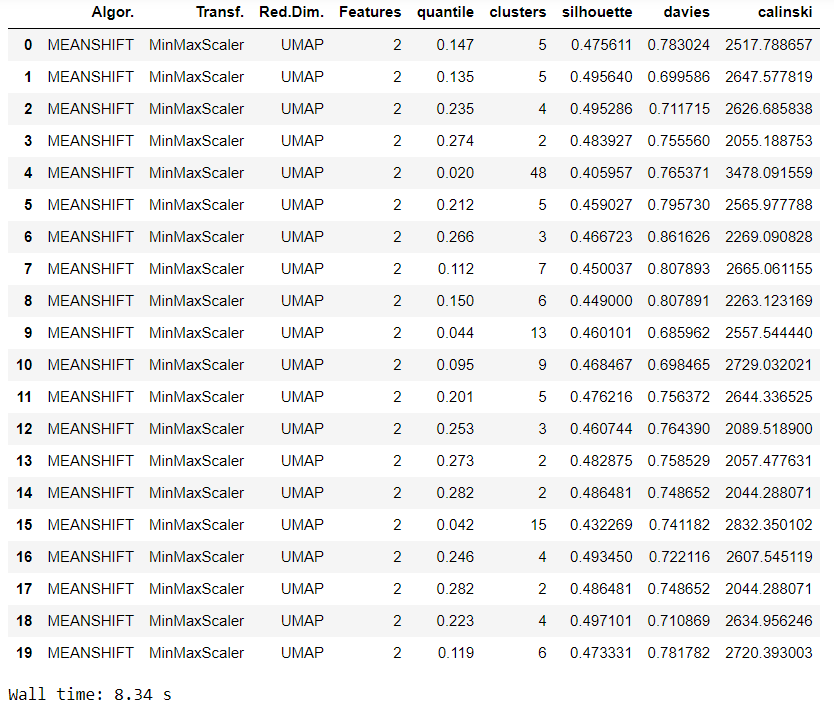 Algor. Transf. Red.Dim. Features quantile clusters silhouette davies calinski
0 MEANSHIFT MinMaxScaler UMAP 2 0.147 5 0.475611 0.783024 2517.788657
1 MEANSHIFT MinMaxScaler UMAP 2 0.135 5 0.495640 0.699586 2647.577819
2 MEANSHIFT MinMaxScaler UMAP 2 0.235 4 0.495286 0.711715 2626.685838
3 MEANSHIFT MinMaxScaler UMAP 2 0.274 2 0.483927 0.755560 2055.188753
4 MEANSHIFT MinMaxScaler UMAP 2 0.020 48 0.405957 0.765371 3478.091559
5 MEANSHIFT MinMaxScaler UMAP 2 0.212 5 0.459027 0.795730 2565.977788
6 MEANSHIFT MinMaxScaler UMAP 2 0.266 3 0.466723 0.861626 2269.090828
7 MEANSHIFT MinMaxScaler UMAP 2 0.112 7 0.450037 0.807893 2665.061155
8 MEANSHIFT MinMaxScaler UMAP 2 0.150 6 0.449000 0.807891 2263.123169
9 MEANSHIFT MinMaxScaler UMAP 2 0.044 13 0.460101 0.685962 2557.544440
10 MEANSHIFT MinMaxScaler UMAP 2 0.095 9 0.468467 0.698465 2729.032021
11 MEANSHIFT MinMaxScaler UMAP 2 0.201 5 0.476216 0.756372 2644.336525
12 MEANSHIFT MinMaxScaler UMAP 2 0.253 3 0.460744 0.764390 2089.518900
13 MEANSHIFT MinMaxScaler UMAP 2 0.273 2 0.482875 0.758529 2057.477631
14 MEANSHIFT MinMaxScaler UMAP 2 0.282 2 0.486481 0.748652 2044.288071
15 MEANSHIFT MinMaxScaler UMAP 2 0.042 15 0.432269 0.741182 2832.350102
16 MEANSHIFT MinMaxScaler UMAP 2 0.246 4 0.493450 0.722116 2607.545119
17 MEANSHIFT MinMaxScaler UMAP 2 0.282 2 0.486481 0.748652 2044.288071
18 MEANSHIFT MinMaxScaler UMAP 2 0.223 4 0.497101 0.710869 2634.956246
19 MEANSHIFT MinMaxScaler UMAP 2 0.119 6 0.473331 0.781782 2720.393003
Wall time: 8.34 s